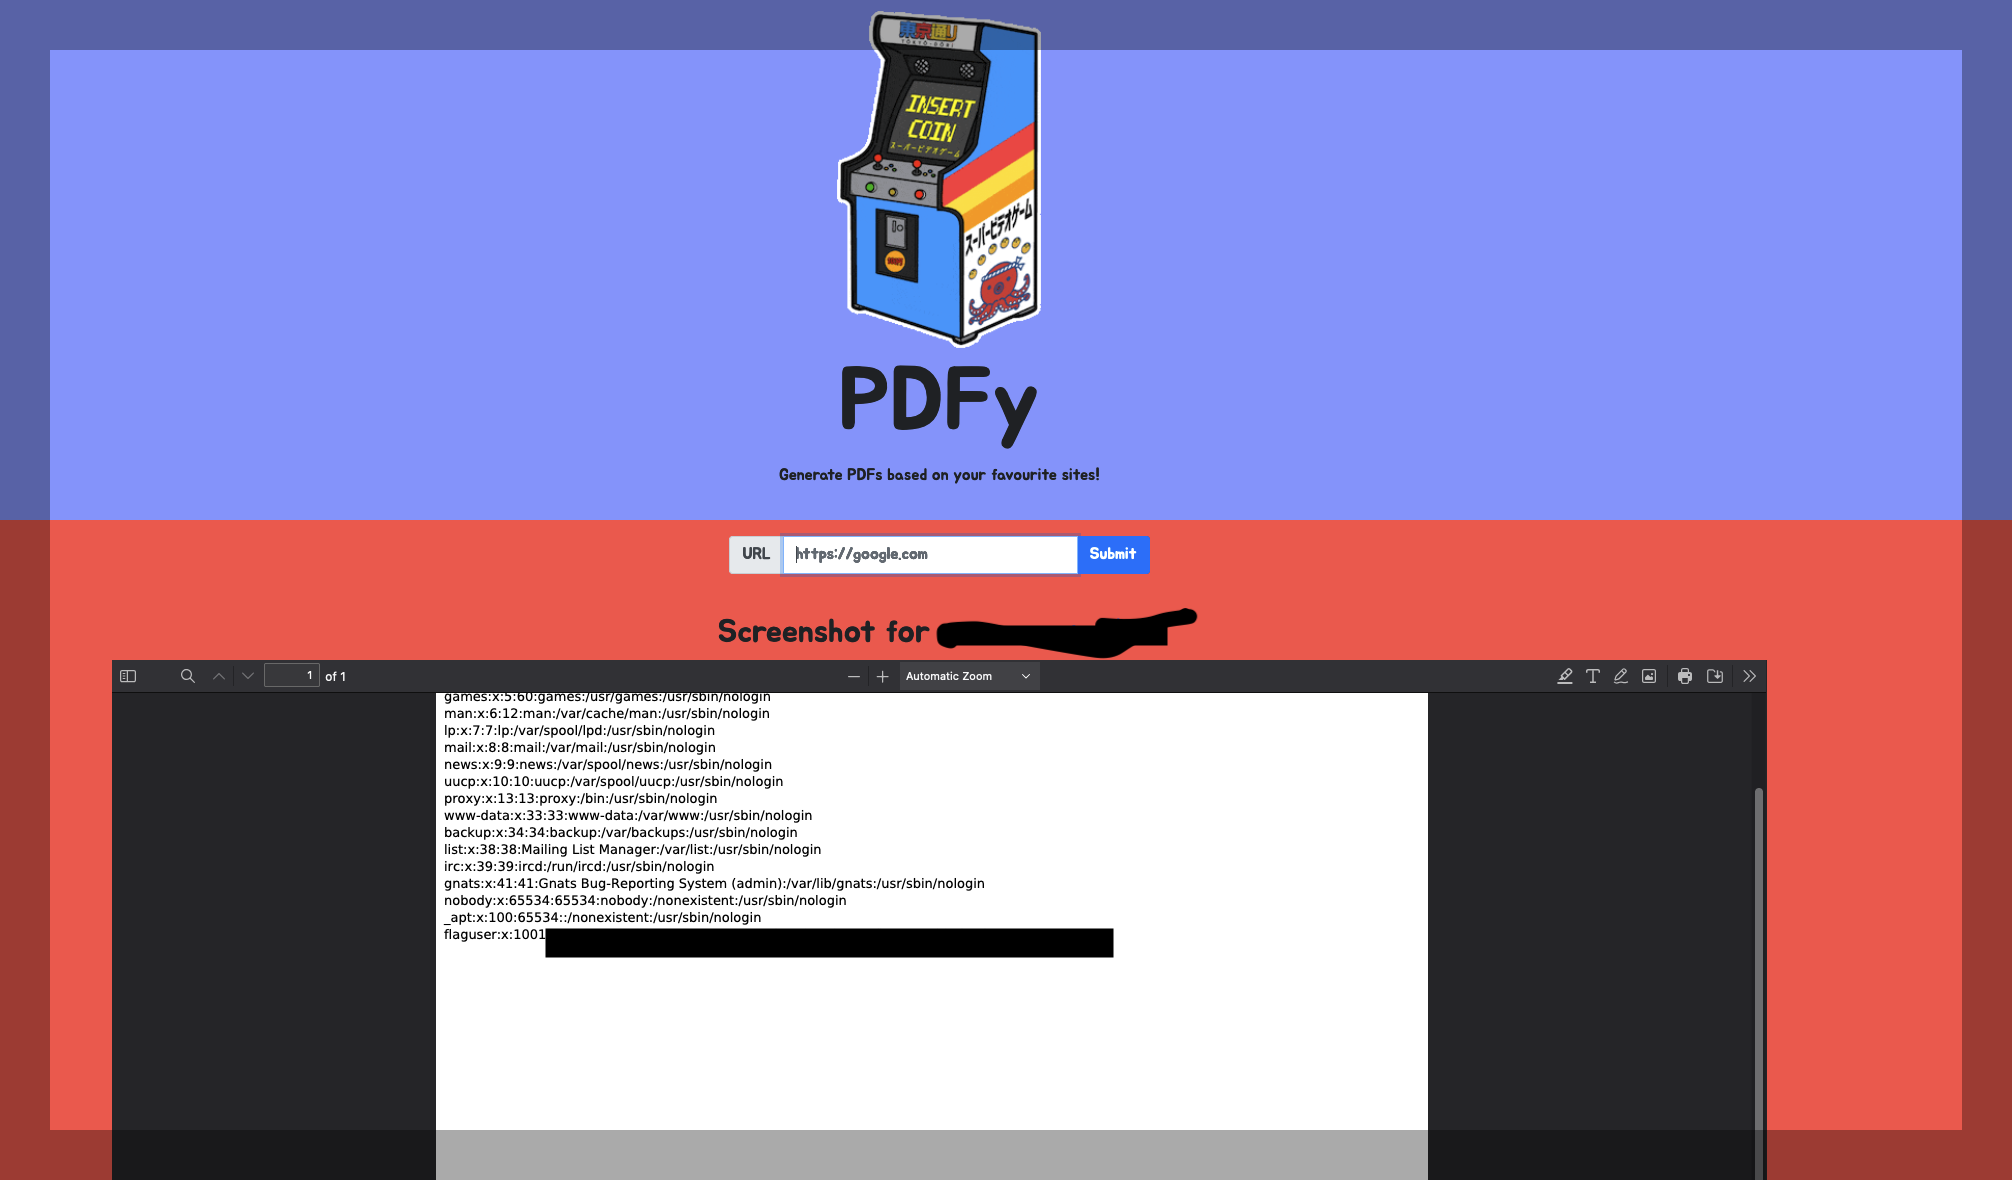 東京通り
TOKYO-DORI
INSERT
COIN
スーパービデオゲーム
スーパービデオゲーム
PDFy
Generate PDFs based on your favourite sites!
URL https://google.com Submit
Screenshot for
1 of 1 Automatic Zoom
games:x:5:60:games:/usr/games:/usr/sbin/nologin
man:x:6:12:man:/var/cache/man:/usr/sbin/nologin
lp:x:7:7:lp:/var/spool/lpd:/usr/sbin/nologin
mail:x:8:8:mail:/var/mail:/usr/sbin/nologin
news:x:9:9:news:/var/spool/news:/usr/sbin/nologin
uucp:x:10:10:uucp:/var/spool/uucp:/usr/sbin/nologin
proxy:x:13:13:proxy:/bin:/usr/sbin/nologin
www-data:x:33:33:www-data:/var/www:/usr/sbin/nologin
backup:x:34:34:backup:/var/backups:/usr/sbin/nologin
list:x:38:38:Mailing List Manager:/var/list:/usr/sbin/nologin
irc:x:39:39:ircd:/run/ircd:/usr/sbin/nologin
gnats:x:41:41:Gnats Bug-Reporting System (admin):/var/lib/gnats:/usr/sbin/nologin
nobody:x:65534:65534:nobody:/nonexistent:/usr/sbin/nologin
_apt:x:100:65534::/nonexistent:/usr/sbin/nologin
flaguser:x:1001